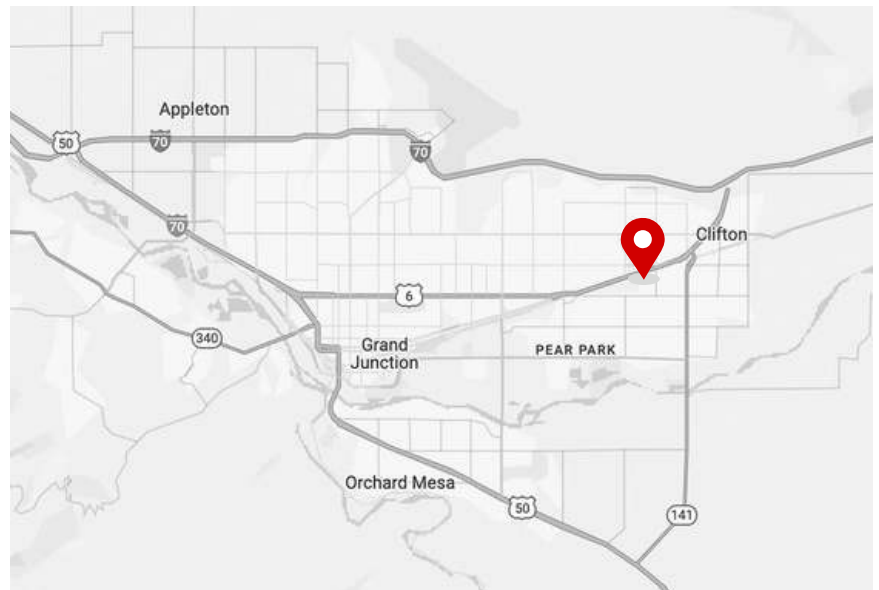 Appleton
50
70
70
70
Clifton
6
340
Grand
Junction
PEAR PARK
Orchard Mesa
50
141